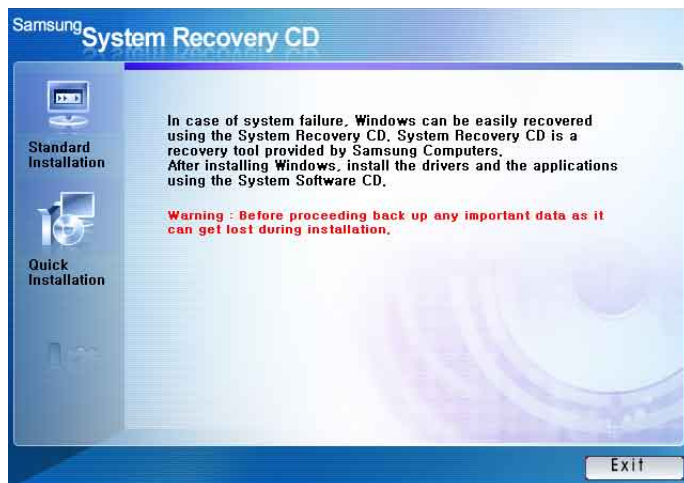 Samsung System Recovery CD
Standard
Installation
Quick
Installation
In case of system failure, Windows can be easily recovered
using the System Recovery CD. System Recovery CD is a
recovery tool provided by Samsung Computers.
After installing Windows, install the drivers and the applications
using the System Software CD.
Warning : Before proceeding back up any important data as it
can get lost during installation.
Exit